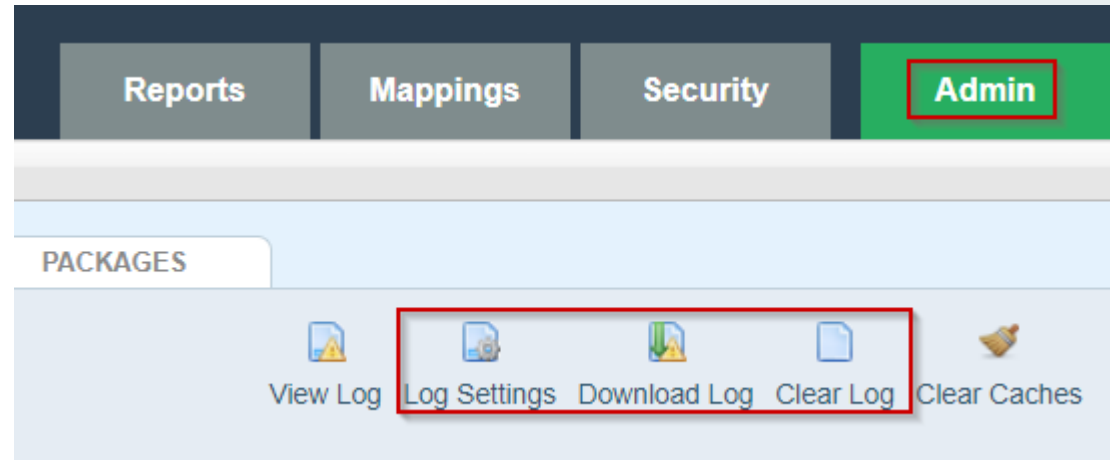 Reports Mappings Security Admin
PACKAGES
View Log Log Settings Download Log Clear Log Clear Caches